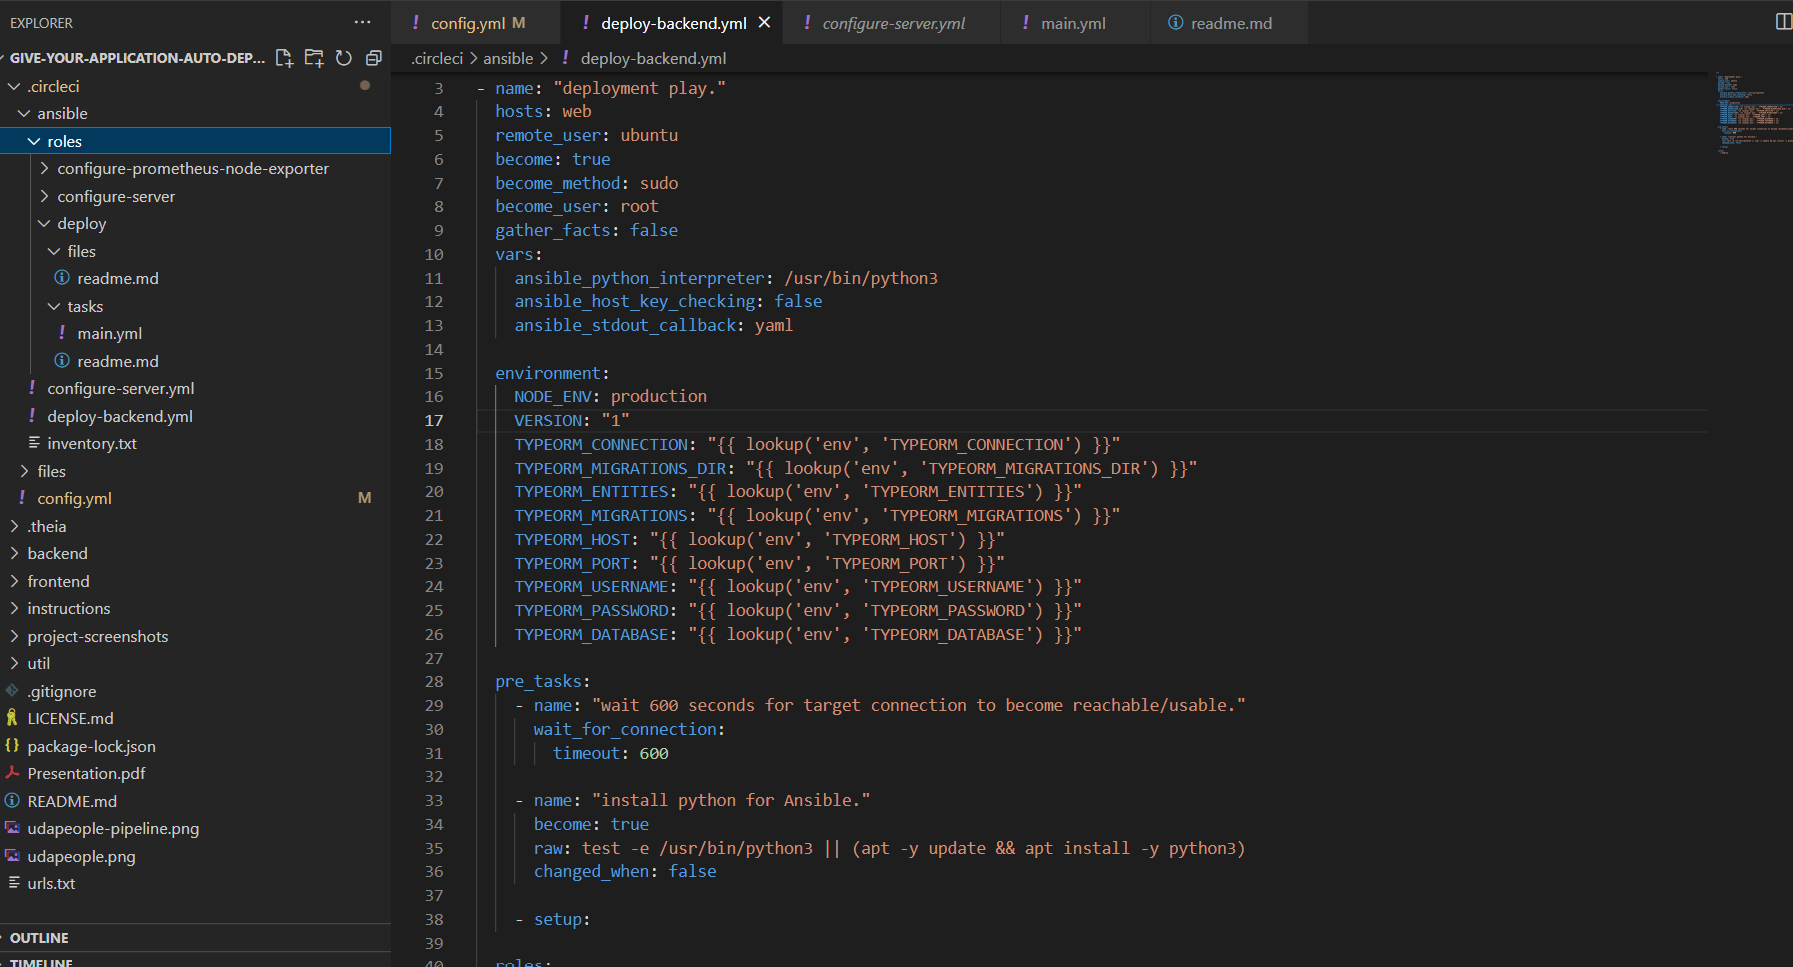 EXPLORER
GIVE-YOUR-APPLICATION-AUTO-DEP...
.circleci
ansible
roles
configure-prometheus-node-exporter
configure-server
deploy
files
readme.md
tasks
main.yml
readme.md
configure-server.yml
deploy-backend.yml
inventory.txt
files
config.yml M
.theia
backend
frontend
instructions
project-screenshots
util
.gitignore
LICENSE.md
package-lock.json
Presentation.pdf
README.md
udapeople-pipeline.png
udapeople.png
urls.txt
OUTLINE
TIMELINE
config.yml M
deploy-backend.yml
configure-server.yml
main.yml
readme.md
.circleci > ansible > deploy-backend.yml
3 - name: "deployment play."
4 hosts: web
5 remote_user: ubuntu
6 become: true
7 become_method: sudo
8 become_user: root
9 gather_facts: false
10 vars:
11 ansible_python_interpreter: /usr/bin/python3
12 ansible_host_key_checking: false
13 ansible_stdout_callback: yaml
14
15 environment:
16 NODE_ENV: production
17 VERSION: "1"
18 TYPEORM_CONNECTION: "{{ lookup('env', 'TYPEORM_CONNECTION') }}"
19 TYPEORM_MIGRATIONS_DIR: "{{ lookup('env', 'TYPEORM_MIGRATIONS_DIR') }}"
20 TYPEORM_ENTITIES: "{{ lookup('env', 'TYPEORM_ENTITIES') }}"
21 TYPEORM_MIGRATIONS: "{{ lookup('env', 'TYPEORM_MIGRATIONS') }}"
22 TYPEORM_HOST: "{{ lookup('env', 'TYPEORM_HOST') }}"
23 TYPEORM_PORT: "{{ lookup('env', 'TYPEORM_PORT') }}"
24 TYPEORM_USERNAME: "{{ lookup('env', 'TYPEORM_USERNAME') }}"
25 TYPEORM_PASSWORD: "{{ lookup('env', 'TYPEORM_PASSWORD') }}"
26 TYPEORM_DATABASE: "{{ lookup('env', 'TYPEORM_DATABASE') }}"
27
28 pre_tasks:
29 - name: "wait 600 seconds for target connection to become reachable/usable."
30 wait_for_connection:
31 timeout: 600
32
33 - name: "install python for Ansible."
34 become: true
35 raw: test -e /usr/bin/python3 || (apt -y update && apt install -y python3)
36 changed_when: false
37
38 - setup:
39
40 roles: